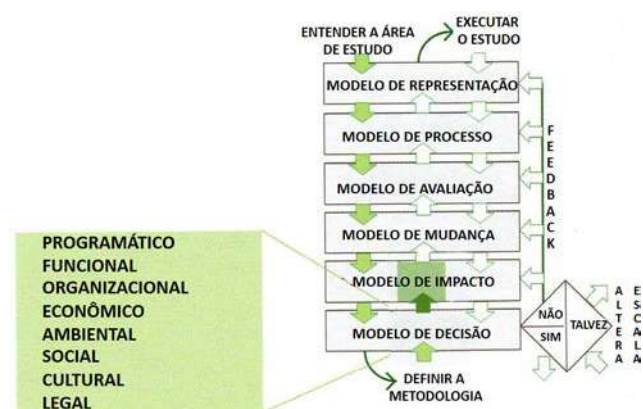 ENTENDER A ÁREA
DE ESTUDO
EXECUTAR
O ESTUDO
MODELO DE REPRESENTAÇÃO
MODELO DE PROCESSO
MODELO DE AVALIAÇÃO
MODELO DE MUDANÇA
MODELO DE IMPACTO
MODELO DE DECISÃO
FEEDBACK
NÃO
SIM
TALVEZ
ALTERA
ESCALA
DEFINIR A
METODOLOGIA
PROGRAMÁTICO
FUNCIONAL
ORGANIZACIONAL
ECONÔMICO
AMBIENTAL
SOCIAL
CULTURAL
LEGAL